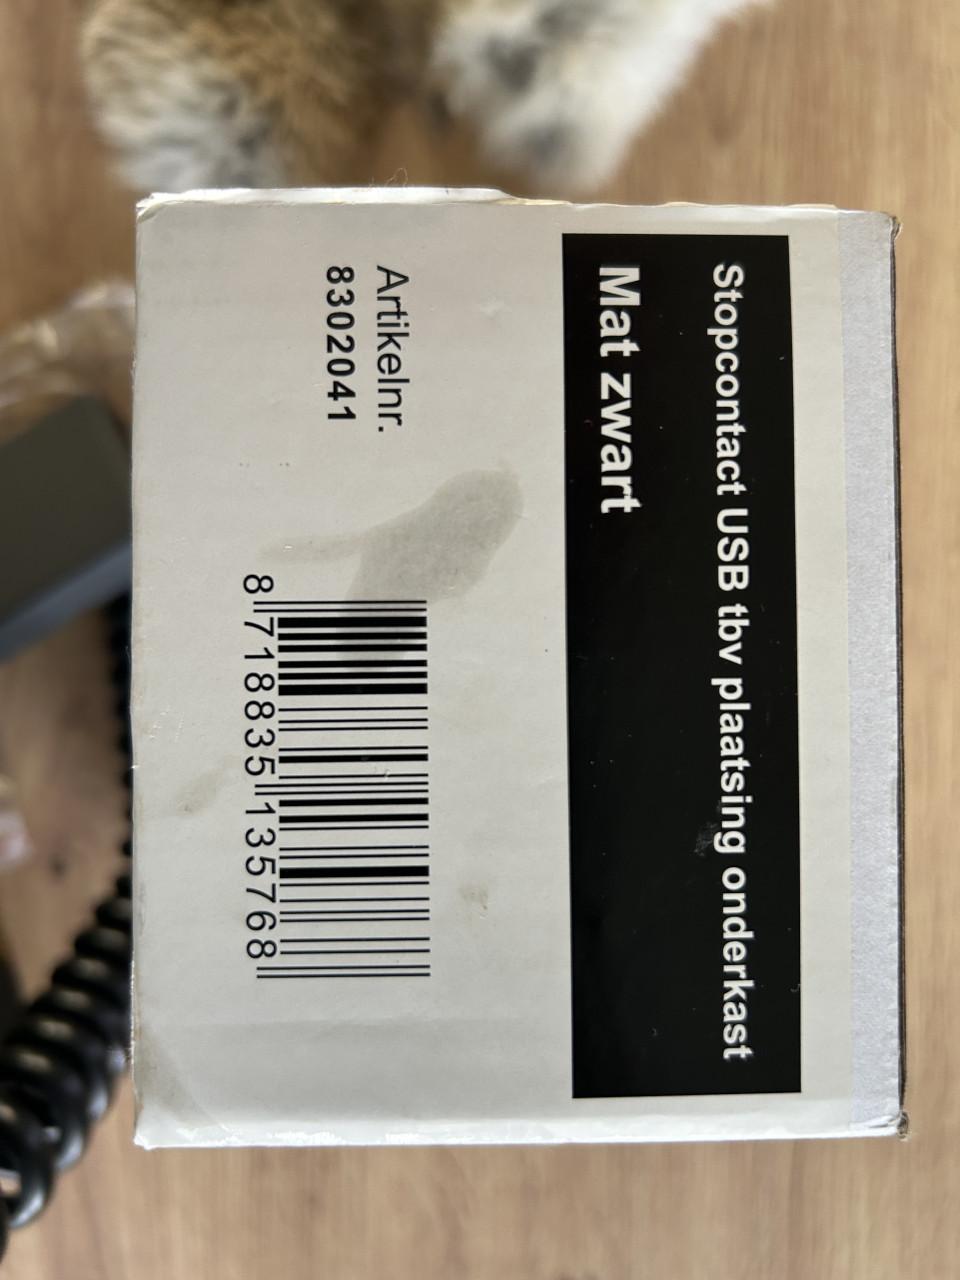 Stopcontact USB tbv plaatsing onderkast
Mat zwart
Artikelnr.
8302041
8 718835 135768